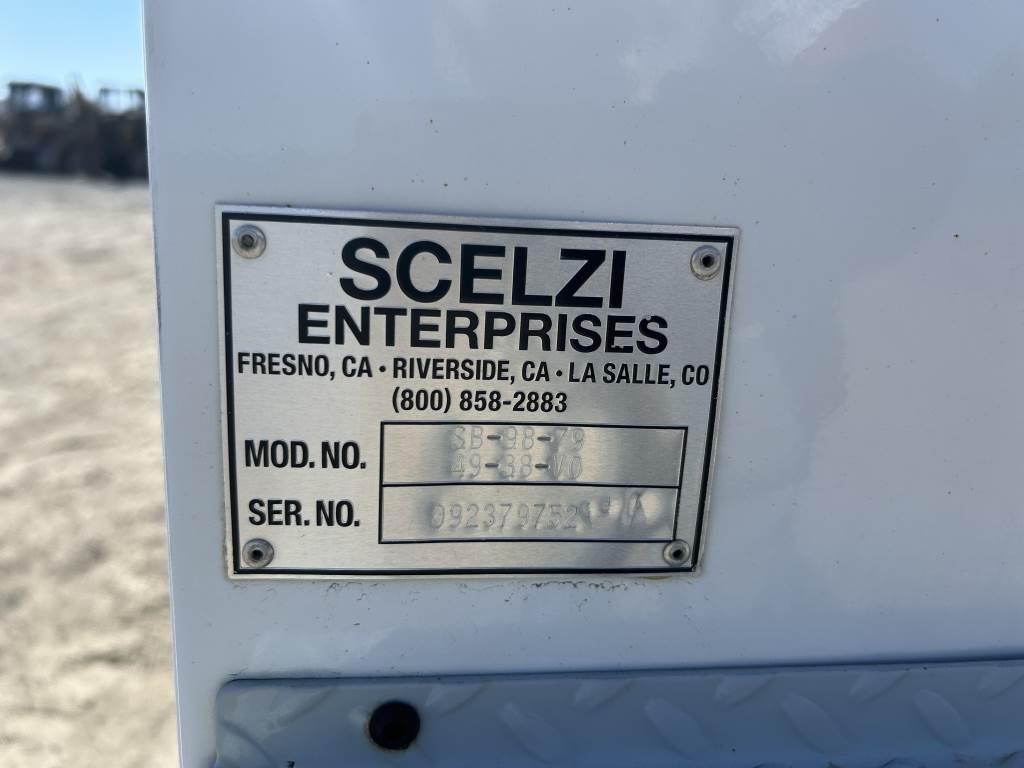 SCELZI
ENTERPRISES
FRESNO, CA • RIVERSIDE, CA • LA SALLE, CO
(800) 858-2883
MOD. NO. SB-98-79
49-38-VO
SER. NO.